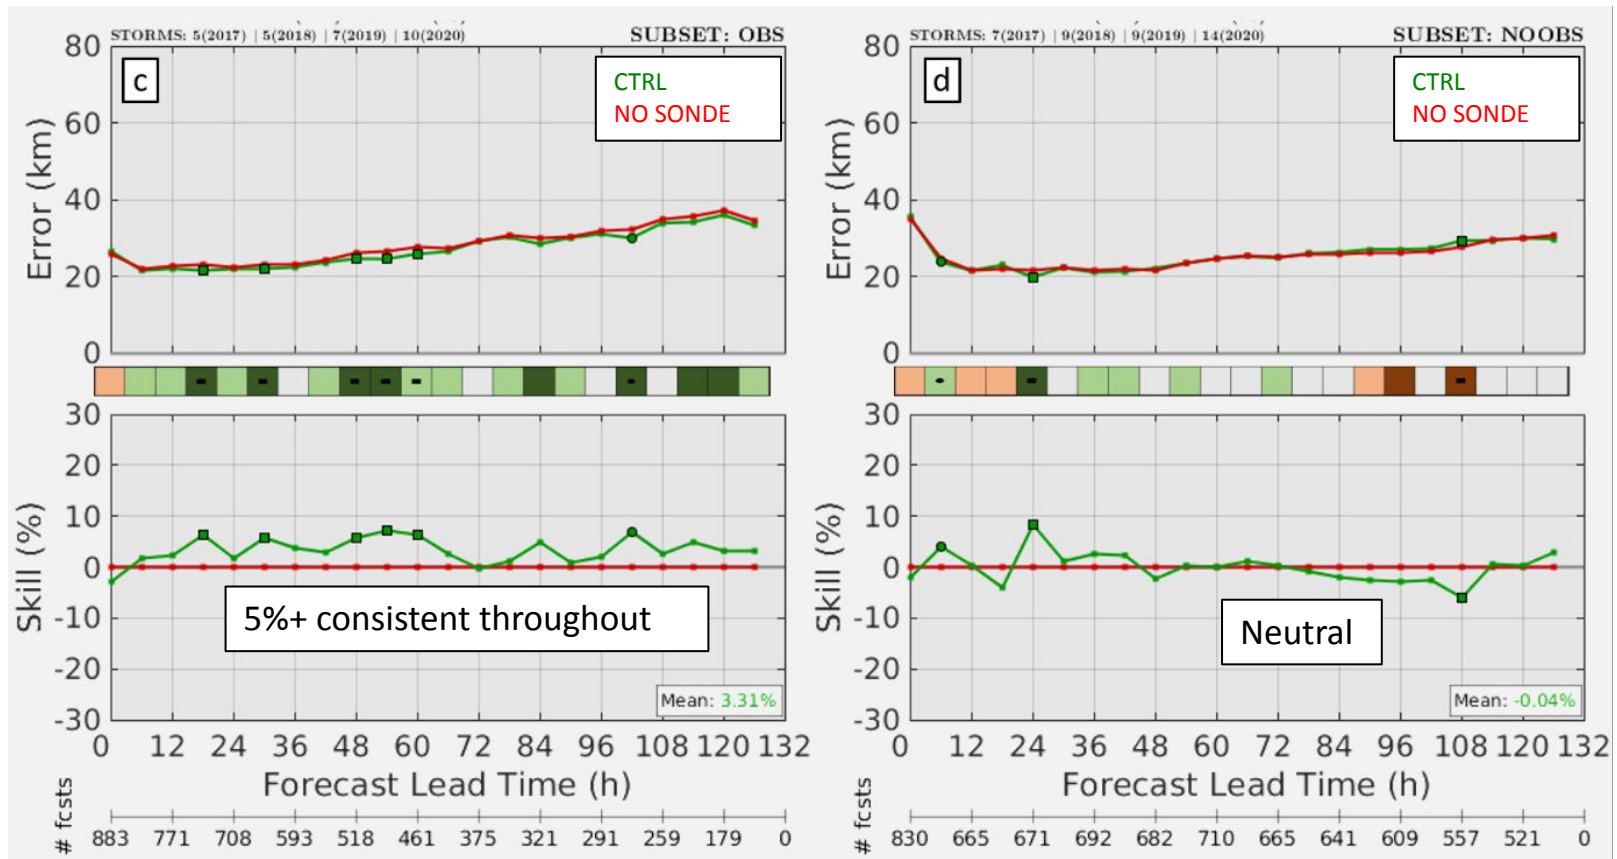 STORMS: 5(2017) | 5(2018) | 7(2019) | 10(2020) SUBSET: OBS
c
CTRL
NO SONDE
80
60
40
20
0
Error (km)
30
20
10
0
-10
-20
-30
Skill (%)
5%+ consistent throughout
Mean: 3.31%
0 12 24 36 48 60 72 84 96 108 120 132
Forecast Lead Time (h)
# fcsts
883 771 708 593 518 461 375 321 291 259 179 0
STORMS: 7(2017) | 9(2018) | 9(2019) | 14(2020) SUBSET: NOOBS
d
CTRL
NO SONDE
80
60
40
20
0
Error (km)
30
20
10
0
-10
-20
-30
Skill (%)
Neutral
Mean: -0.04%
0 12 24 36 48 60 72 84 96 108 120 132
Forecast Lead Time (h)
# fcsts
830 665 671 692 682 710 665 641 609 557 521 0